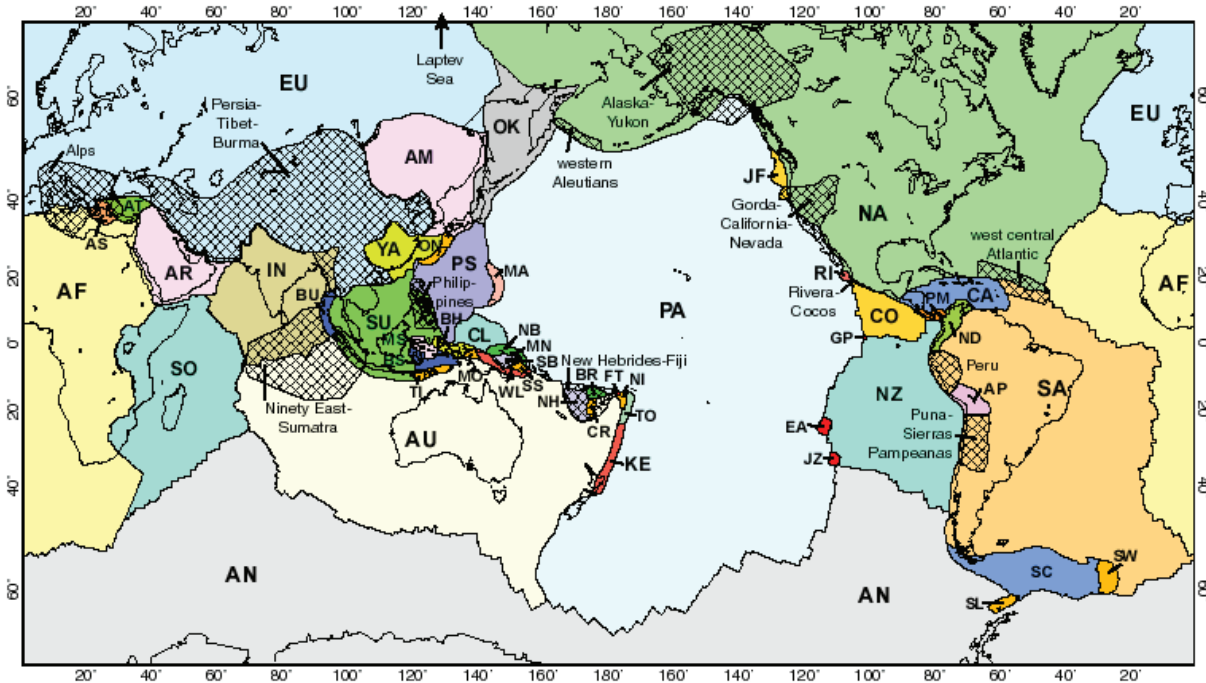 20˚ 40˚ 60˚ 80˚ 100˚ 120˚ 140˚ 160˚ 180˚ 160˚ 140˚ 120˚ 100˚ 80˚ 60˚ 40˚ 20˚
60˚
40˚
20˚
0˚
20˚
40˚
60˚
EU
Laptev
Sea
Persia-
Tibet-
Burma
Alps
OK
AM
Alaska-
Yukon
western
Aleutians
EU
JF
NA
Gorda-
California-
Nevada
west central
Atlantic
AT
AS
AR
AF
IN
YA
ON
PS
MA
Philip-
pines
BU
BH
SU
MS
BS
CL
NB
MN
SB
SS
MO
WL
TI
PA
RI
Rivera-
Cocos
CO
GP
PM
CA
ND
AF
SO
Ninety East-
Sumatra
AU
New Hebrides-Fiji
BR
FT
NI
NH
TO
CR
KE
NZ
EA
JZ
Peru
AP
SA
Puna-
Sierras
Pampeanas
AN
AN
SC
SW
SL
60˚
40˚
20˚
0˚
20˚
40˚
60˚
20˚ 40˚ 60˚ 80˚ 100˚ 120˚ 140˚ 160˚ 180˚ 160˚ 140˚ 120˚ 100˚ 80˚ 60˚ 40˚ 20˚